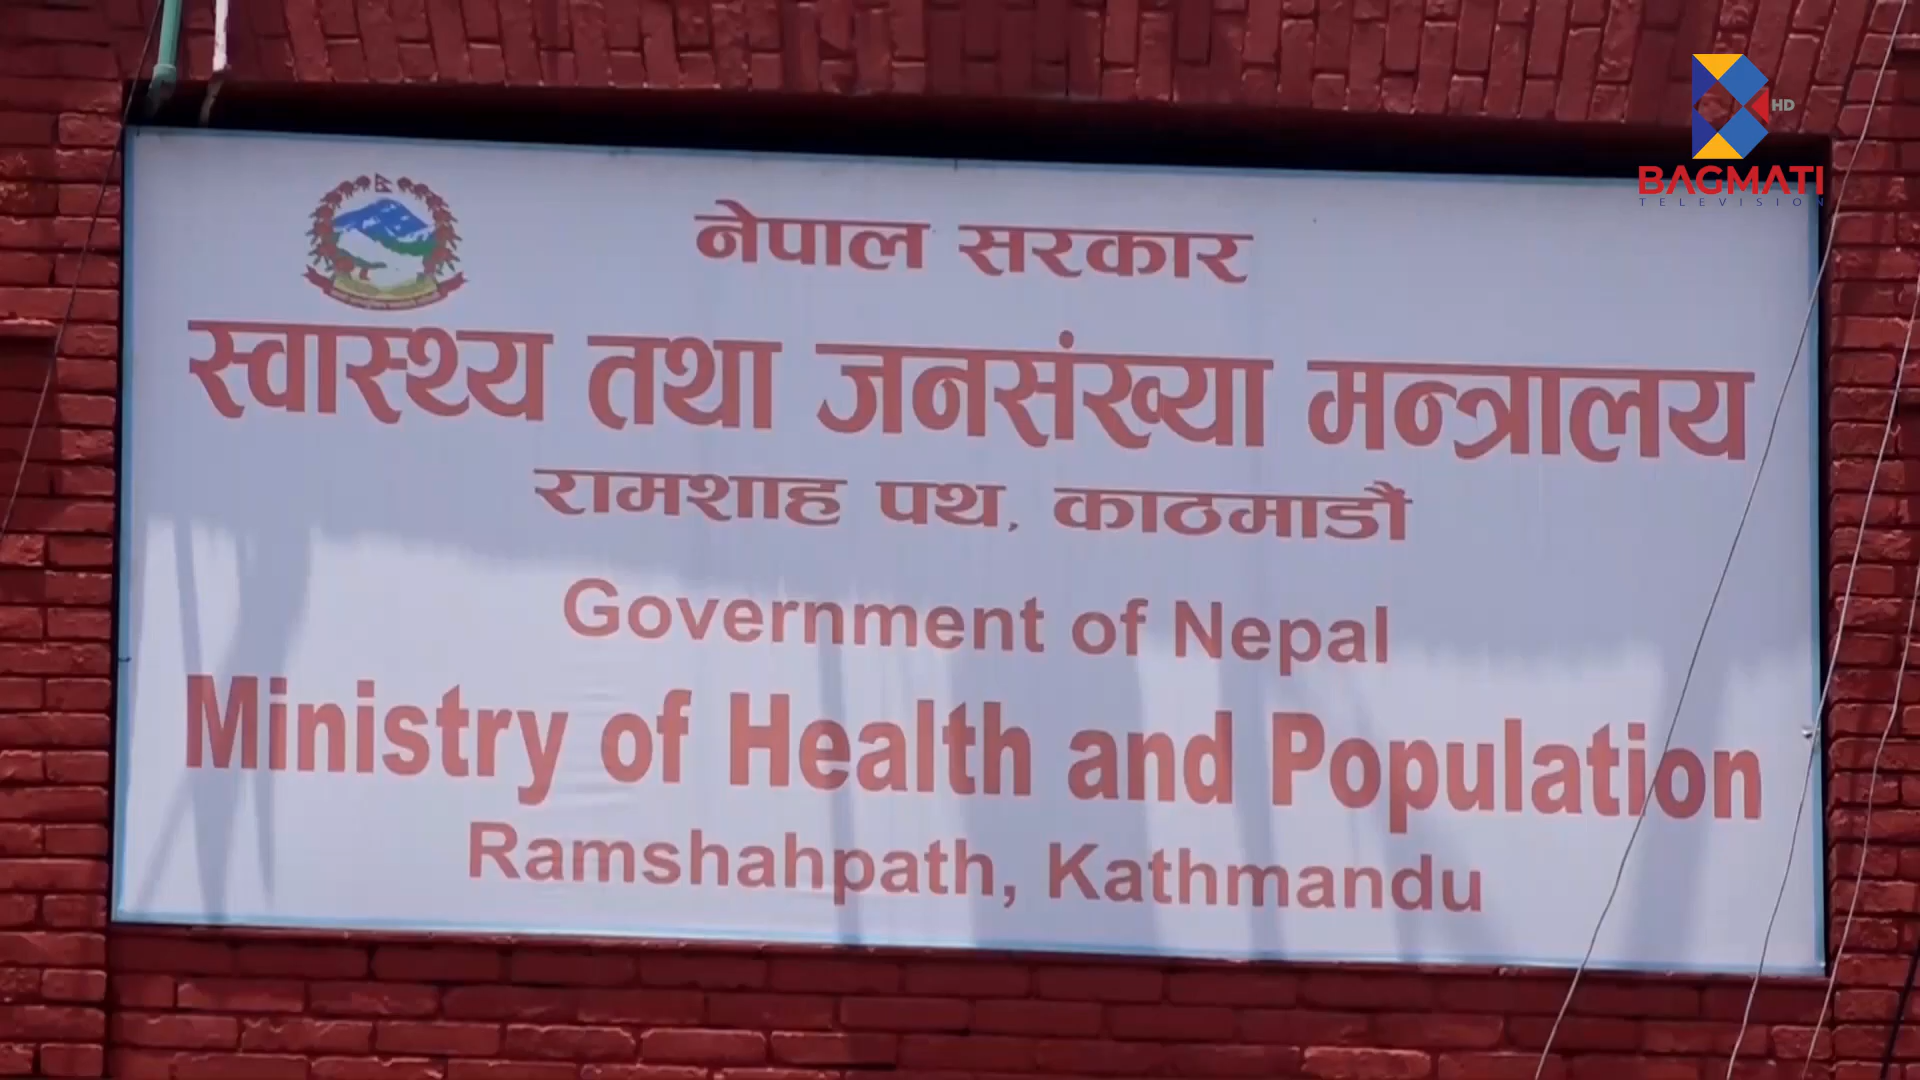 HD
BAGMATI
TELEVISION
नेपाल सरकार
स्वास्थ्य तथा जनसंख्या मन्त्रालय
रामशाह पथ, काठमाडौं
Government of Nepal
Ministry of Health and Population
Ramshahpath, Kathmandu